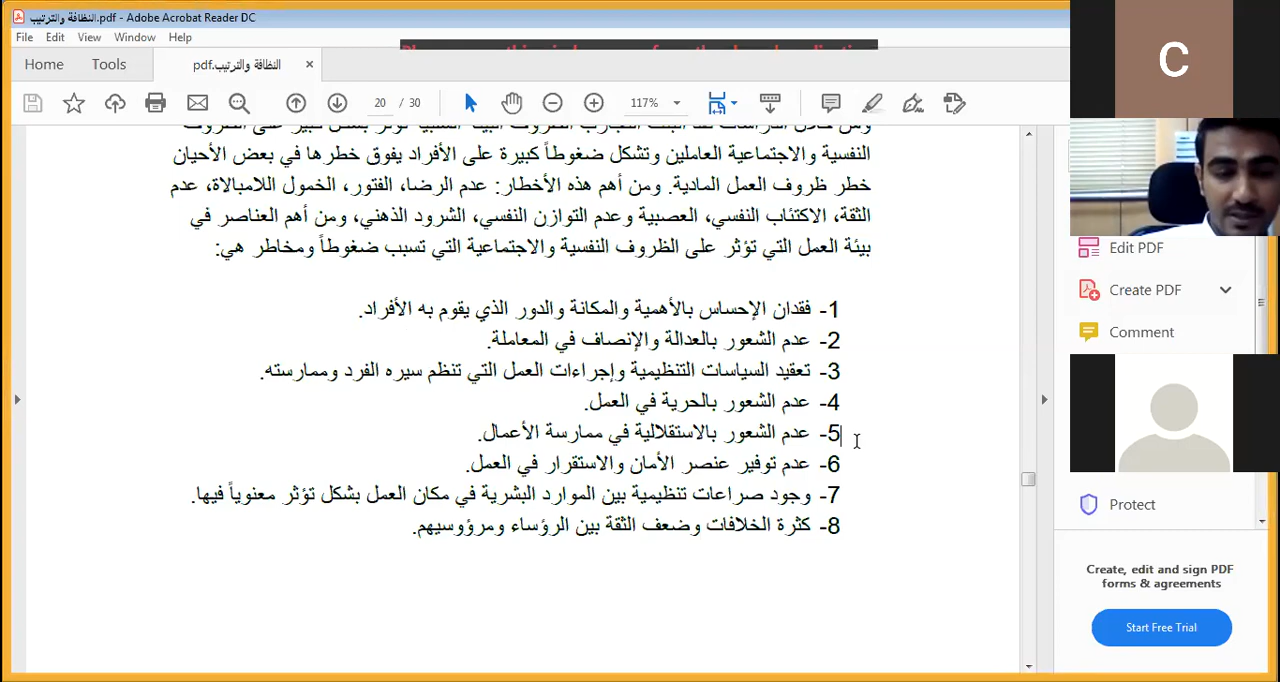 النظافة والترتيب.pdf - Adobe Acrobat Reader DC
File Edit View Window Help
Home Tools النظافة والترتيب.pdf ×
20 / 30 117%
C
النفسية والاجتماعية العاملين وتشكل ضغوطاً كبيرة على الأفراد يفوق خطرها في بعض الأحيان
خطر ظروف العمل المادية. ومن أهم هذه الأخطار: عدم الرضا، الفتور، الخمول اللامبالاة، عدم
الثقة، الاكتئاب النفسي، العصبية وعدم التوازن النفسي، الشرود الذهني، ومن أهم العناصر في
بيئة العمل التي تؤثر على الظروف النفسية والاجتماعية التي تسبب ضغوطاً ومخاطر هي:
1- فقدان الإحساس بالأهمية والمكانة والدور الذي يقوم به الأفراد.
2- عدم الشعور بالعدالة والإنصاف في المعاملة.
3- تعقيد السياسات التنظيمية وإجراءات العمل التي تنظم سيره الفرد وممارسته.
4- عدم الشعور بالحرية في العمل.
5- عدم الشعور بالاستقلالية في ممارسة الأعمال.
6- عدم توفير عنصر الأمان والاستقرار في العمل.
7- وجود صراعات تنظيمية بين الموارد البشرية في مكان العمل بشكل تؤثر معنوياً فيها.
8- كثرة الخلافات وضعف الثقة بين الرؤساء ومرؤوسيهم.
Edit PDF
Create PDF
Comment
Protect
Create, edit and sign PDF
forms & agreements
Start Free Trial